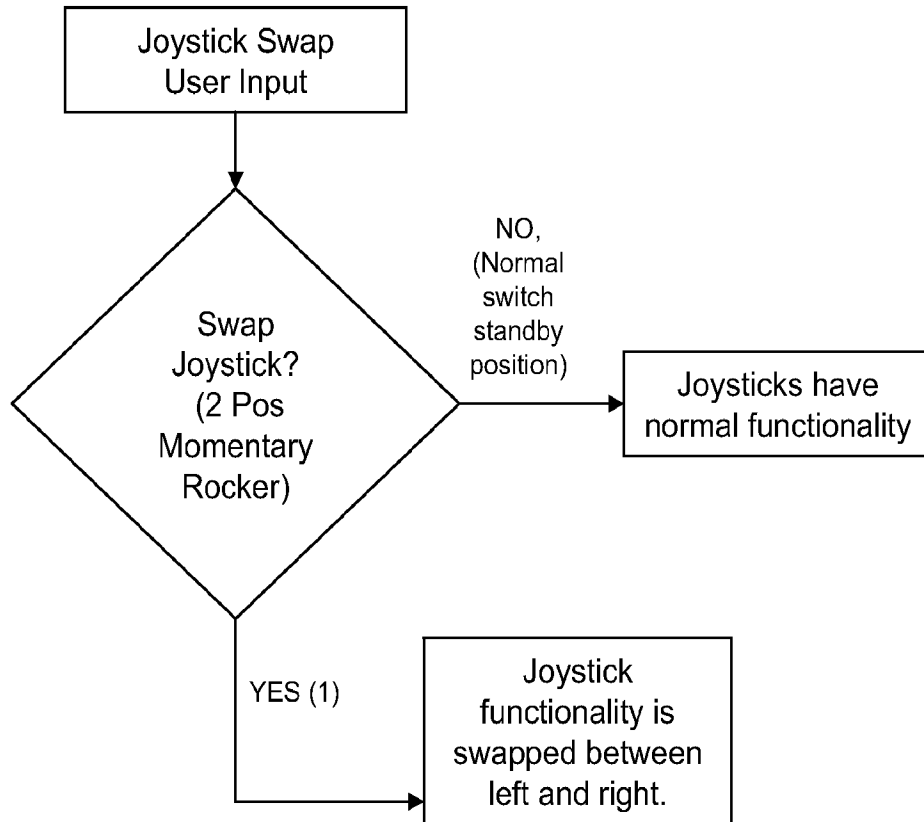 Joystick Swap
User Input
Swap
Joystick?
(2 Pos
Momentary
Rocker)
NO,
(Normal
switch
standby
position)
Joysticks have
normal functionality
YES (1)
Joystick
functionality is
swapped between
left and right.